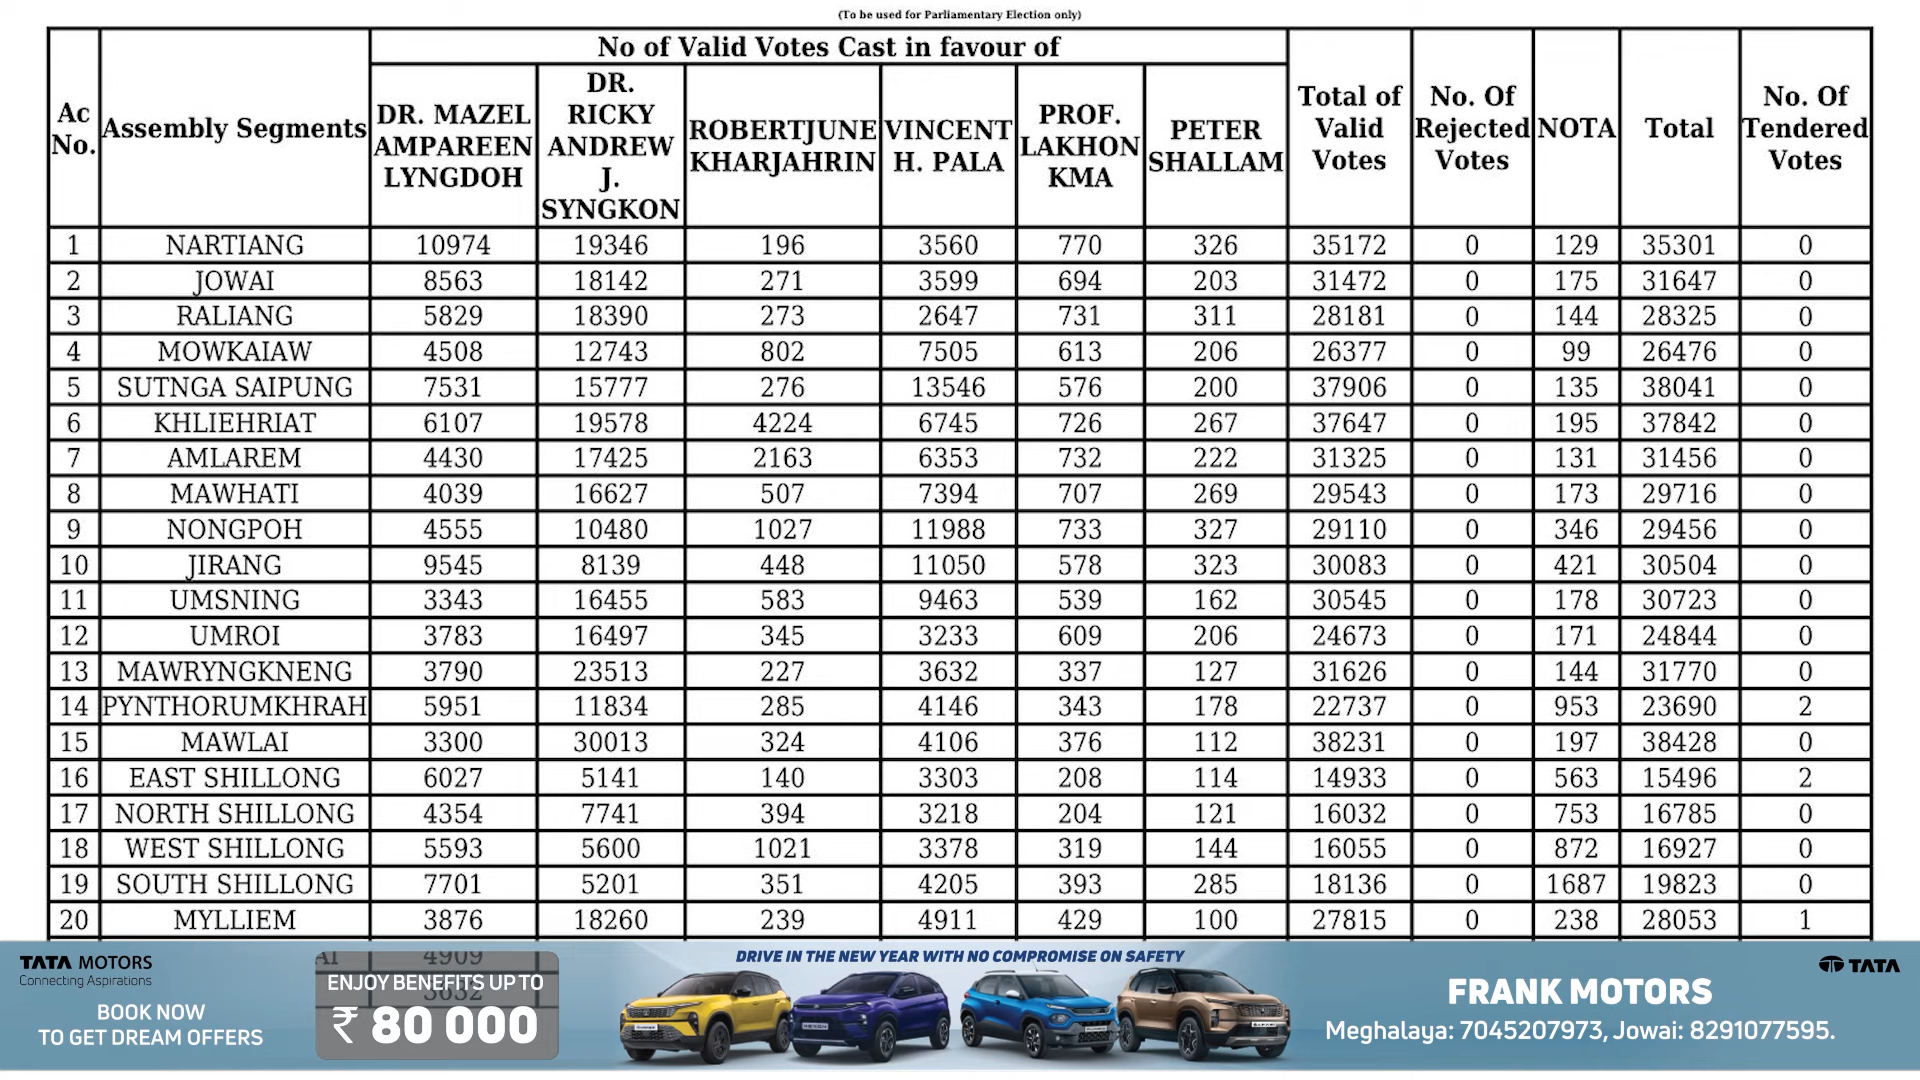 (To be used for Parliamentary Election only)
Ac No. Assembly Segments No of Valid Votes Cast in favour of Total of Valid Votes No. Of Rejected Votes NOTA Total No. Of Tendered Votes
DR. MAZEL AMPAREEN LYNGDOH DR. RICKY ANDREW J. SYNGKON ROBERTJUNE KHARJAHRIN VINCENT H. PALA PROF. LAKHON KMA PETER SHALLAM
1 NARTIANG 10974 19346 196 3560 770 326 35172 0 129 35301 0
2 JOWAI 8563 18142 271 3599 694 203 31472 0 175 31647 0
3 RALIANG 5829 18390 273 2647 731 311 28181 0 144 28325 0
4 MOWKAIAW 4508 12743 802 7505 613 206 26377 0 99 26476 0
5 SUTNGA SAIPUNG 7531 15777 276 13546 576 200 37906 0 135 38041 0
6 KHLIEHRIAT 6107 19578 4224 6745 726 267 37647 0 195 37842 0
7 AMLAREM 4430 17425 2163 6353 732 222 31325 0 131 31456 0
8 MAWHATI 4039 16627 507 7394 707 269 29543 0 173 29716 0
9 NONGPOH 4555 10480 1027 11988 733 327 29110 0 346 29456 0
10 JIRANG 9545 8139 448 11050 578 323 30083 0 421 30504 0
11 UMSNING 3343 16455 583 9463 539 162 30545 0 178 30723 0
12 UMROI 3783 16497 345 3233 609 206 24673 0 171 24844 0
13 MAWRYNGKNENG 3790 23513 227 3632 337 127 31626 0 144 31770 0
14 PYNTHORUMKHRAH 5951 11834 285 4146 343 178 22737 0 953 23690 2
15 MAWLAI 3300 30013 324 4106 376 112 38231 0 197 38428 0
16 EAST SHILLONG 6027 5141 140 3303 208 114 14933 0 563 15496 2
17 NORTH SHILLONG 4354 7741 394 3218 204 121 16032 0 753 16785 0
18 WEST SHILLONG 5593 5600 1021 3378 319 144 16055 0 872 16927 0
19 SOUTH SHILLONG 7701 5201 351 4205 393 285 18136 0 1687 19823 0
20 MYLLIEM 3876 18260 239 4911 429 100 27815 0 238 28053 1
4909
TATA MOTORS
Connecting Aspirations
BOOK NOW
TO GET DREAM OFFERS
ENJOY BENEFITS UP TO
₹ 80 000
DRIVE IN THE NEW YEAR WITH NO COMPROMISE ON SAFETY
TATA
FRANK MOTORS
Meghalaya: 7045207973, Jowai: 8291077595.